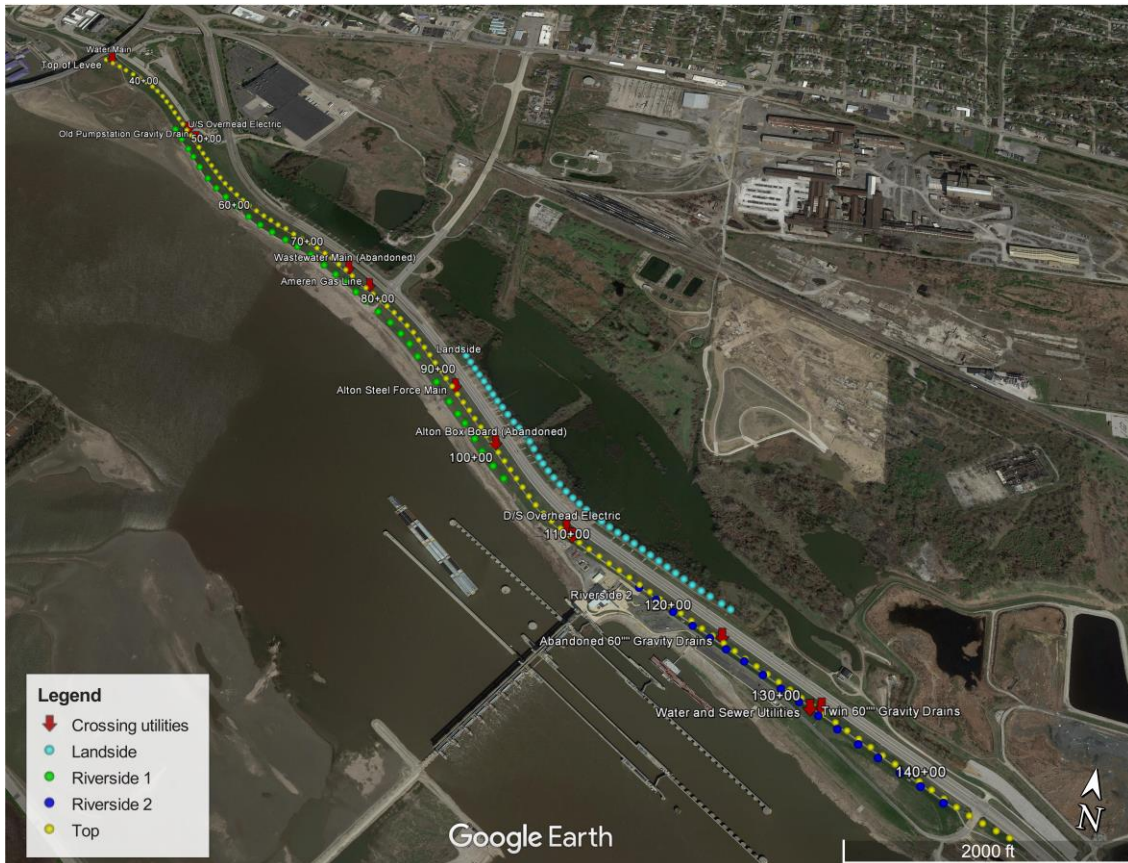 Water Main
Top of Levee
40+00
U/S Overhead Electric
Old Pumpstation Gravity Drain
50+00
60+00
70+00
Wastewater Main (Abandoned)
Ameren Gas Line
80+00
Landside
90+00
Alton Steel Force Main
Alton Box Board (Abandoned)
100+00
D/S Overhead Electric
110+00
Riverside 2
120+00
Abandoned 60"" Gravity Drains
130+00
Water and Sewer Utilities
Twin 60"" Gravity Drains
140+00
Legend
Crossing utilities
Landside
Riverside 1
Riverside 2
Top
Google Earth
N
2000 ft